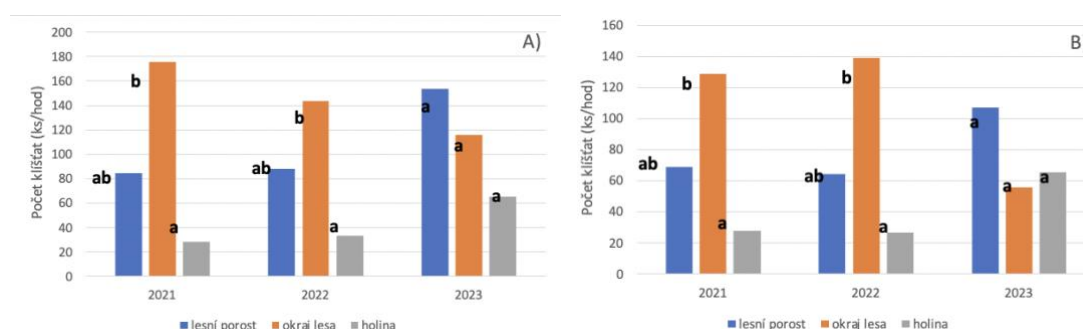 A)
Počet klíšťat (ks/hod)
200
180
160
140
120
100
80
60
40
20
0
ab
b
a
ab
b
a
a
a
a
2021
2022
2023
lesní porost
okraj lesa
holina
B
Počet klíšťat (ks/hod)
160
140
120
100
80
60
40
20
0
ab
b
a
ab
b
a
a
a
a
2021
2022
2023
lesní porost
okraj lesa
holina